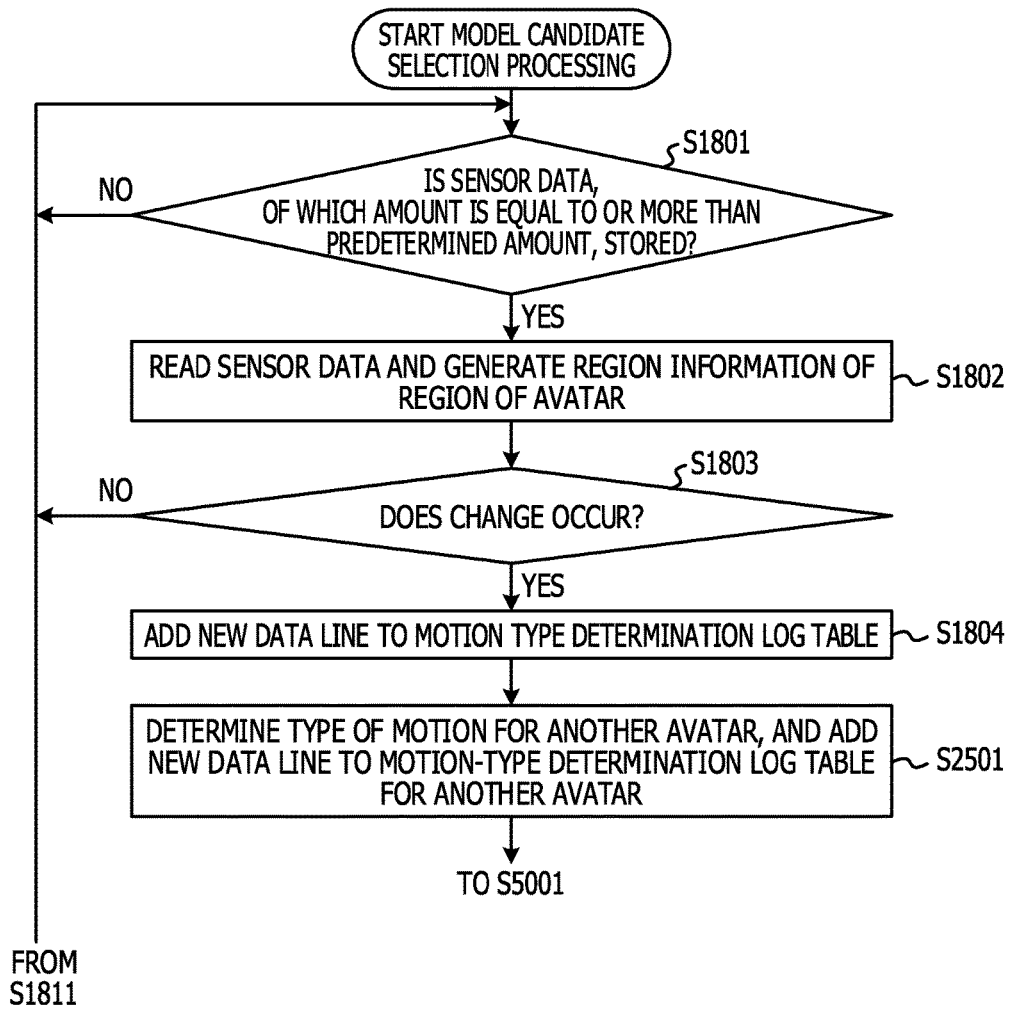 START MODEL CANDIDATE
SELECTION PROCESSING
S1801
IS SENSOR DATA,
OF WHICH AMOUNT IS EQUAL TO OR MORE THAN
PREDETERMINED AMOUNT, STORED?
NO
YES
READ SENSOR DATA AND GENERATE REGION INFORMATION OF
REGION OF AVATAR
S1802
S1803
NO
DOES CHANGE OCCUR?
YES
ADD NEW DATA LINE TO MOTION TYPE DETERMINATION LOG TABLE
S1804
DETERMINE TYPE OF MOTION FOR ANOTHER AVATAR, AND ADD
NEW DATA LINE TO MOTION-TYPE DETERMINATION LOG TABLE
FOR ANOTHER AVATAR
S2501
TO S5001
FROM
S1811